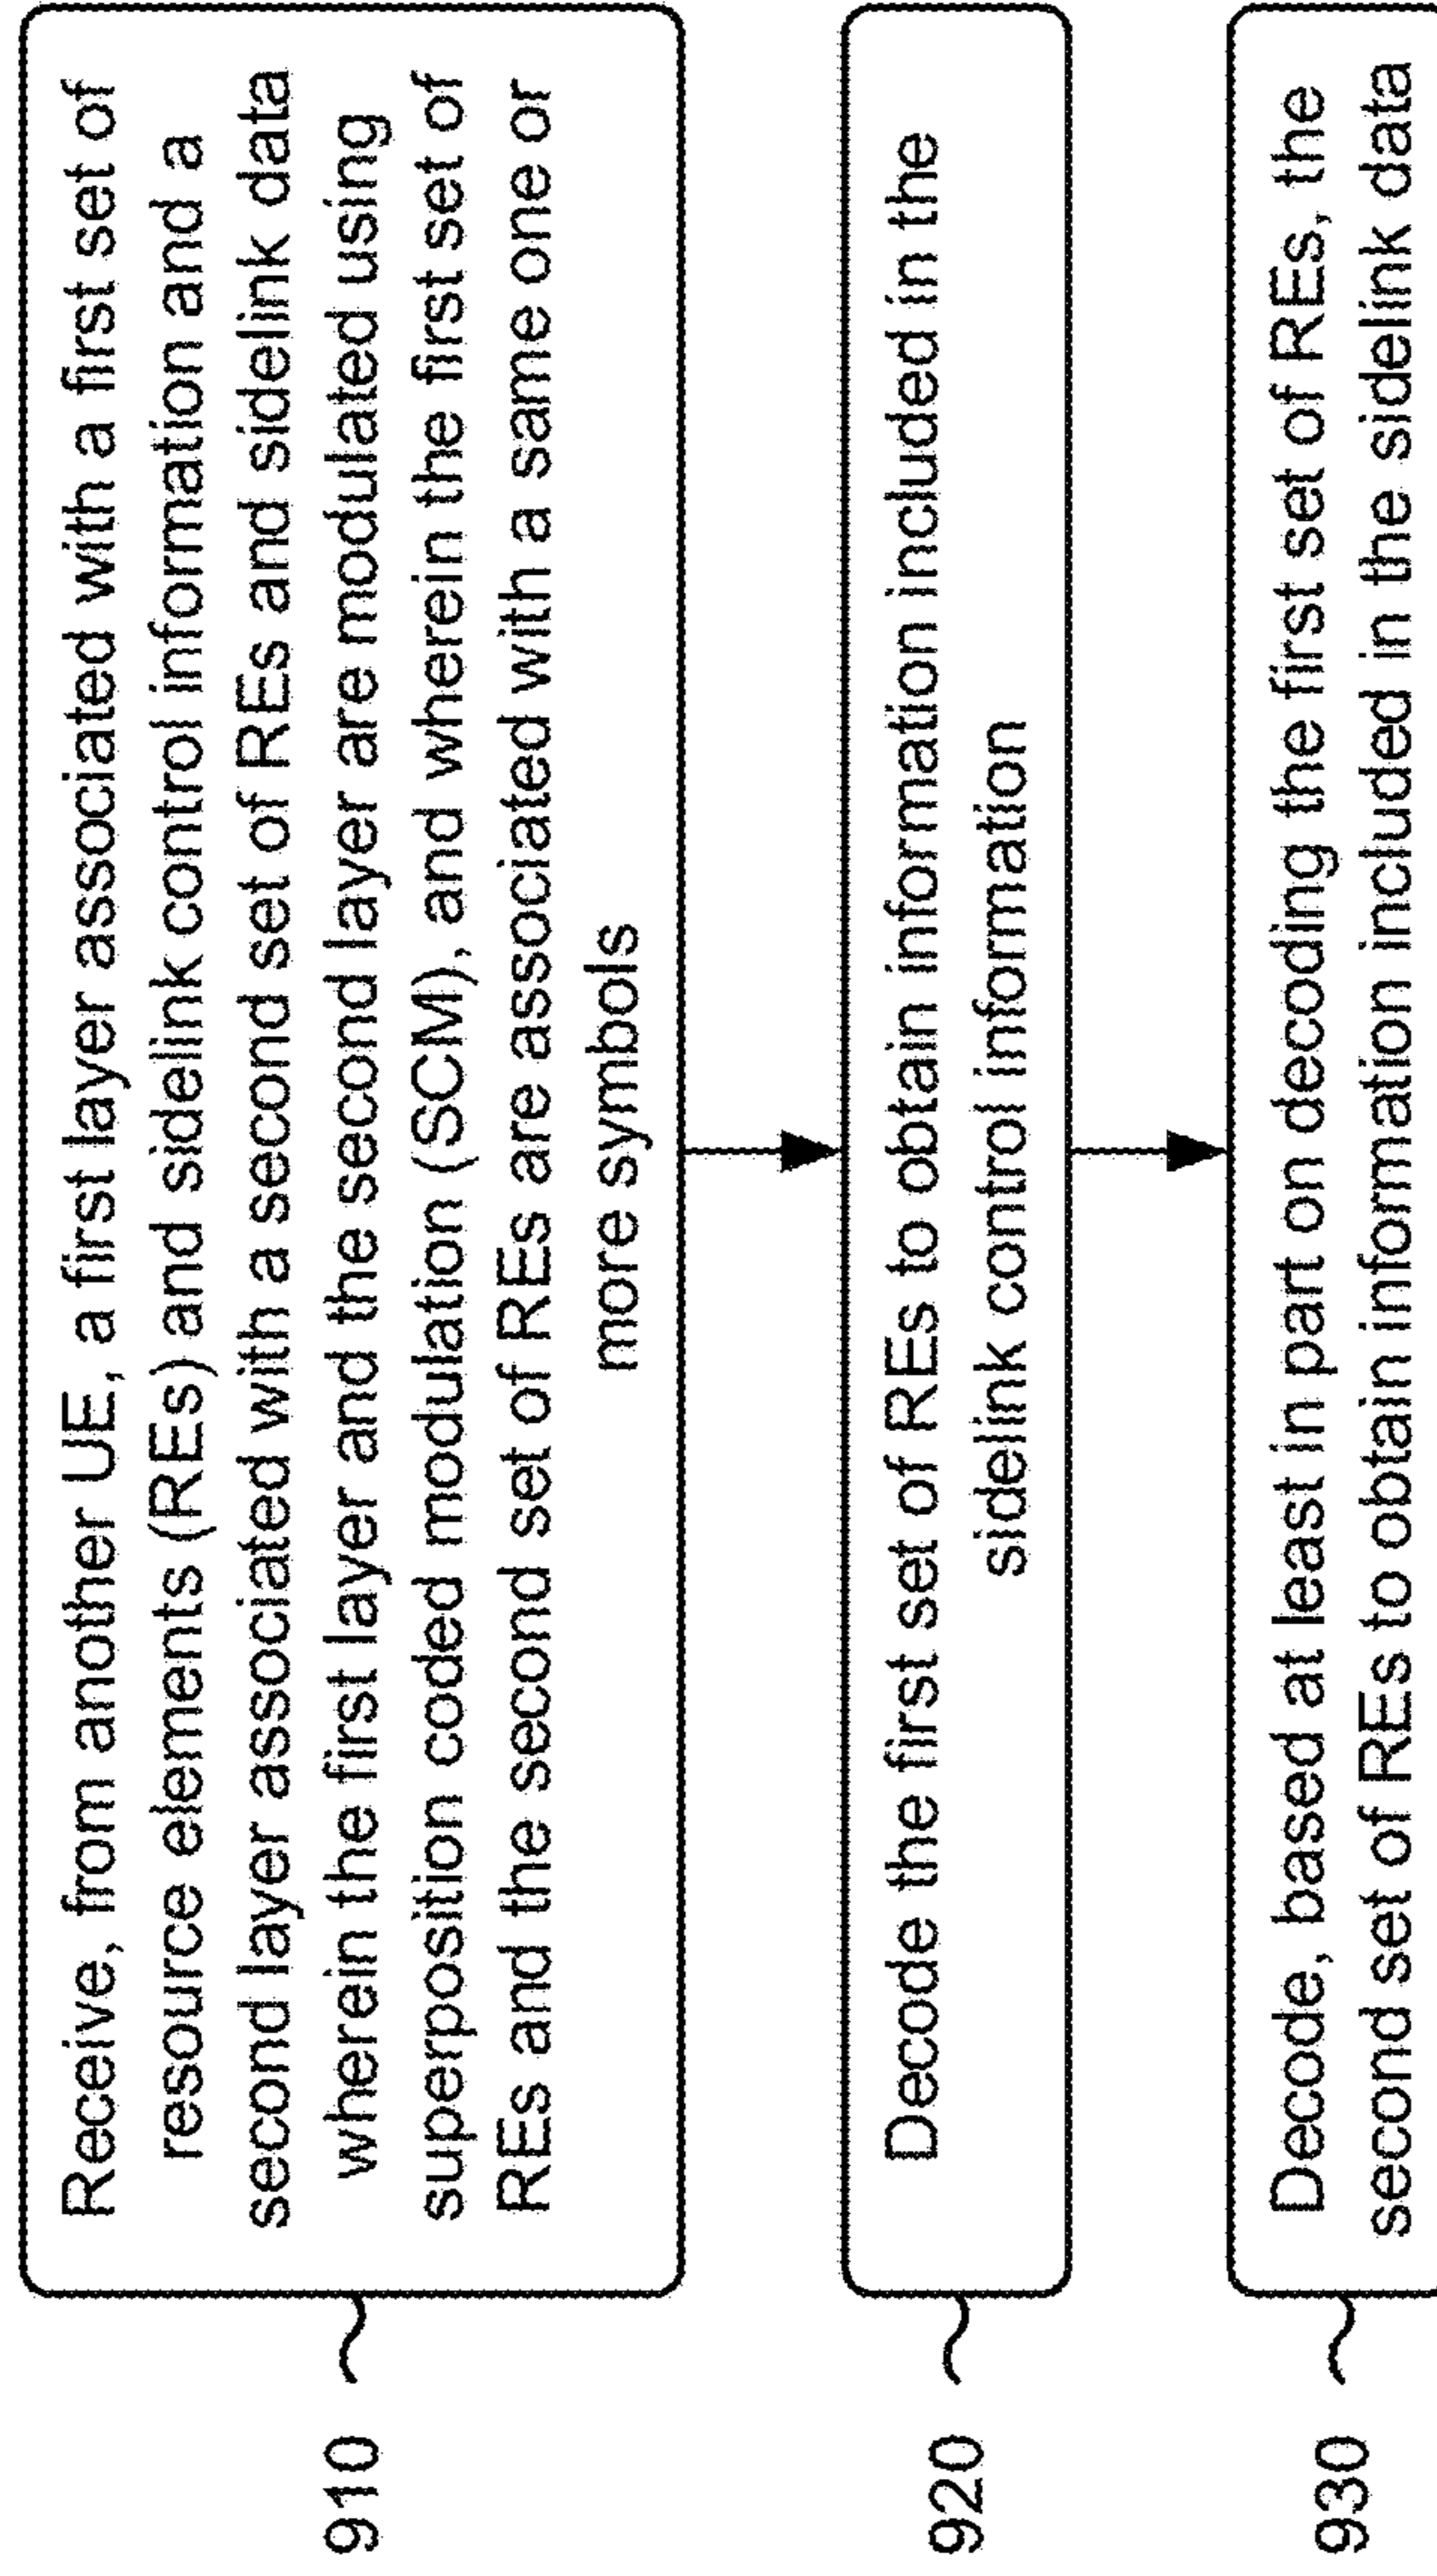 910
Receive, from another UE, a first layer associated with a first set of
resource elements (REs) and sidelink control information and a
second layer associated with a second set of REs and sidelink data
wherein the first layer and the second layer are modulated using
superposition coded modulation (SCM), and wherein the first set of
REs and the second set of REs are associated with a same one or
more symbols
920
Decode the first set of REs to obtain information included in the
sidelink control information
930
Decode, based at least in part on decoding the first set of REs, the
second set of REs to obtain information included in the sidelink data